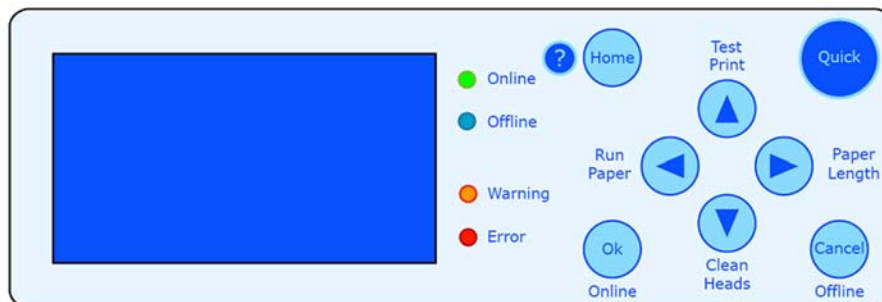 Online
Offline
Warning
Error
?
Home
Test
Print
Quick
Run
Paper
Paper
Length
Ok
Online
Clean
Heads
Cancel
Offline